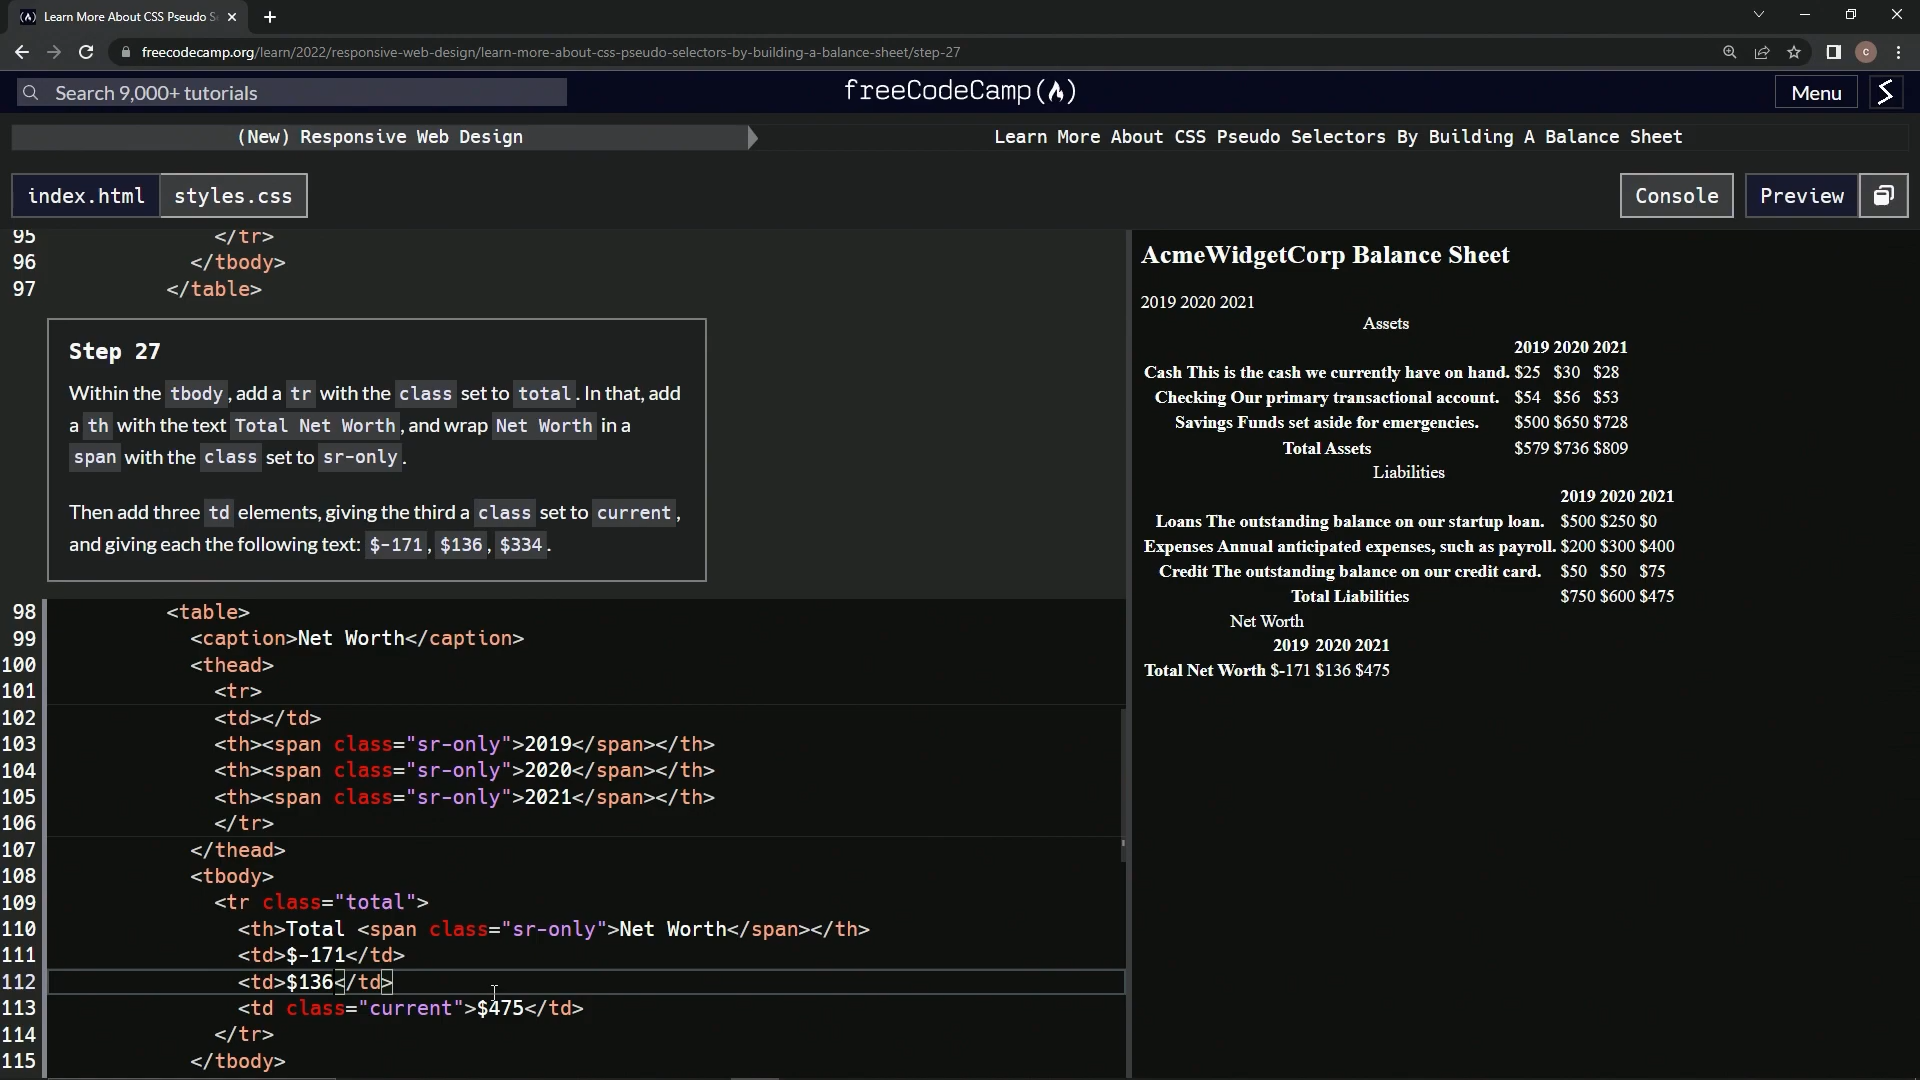 Learn More About CSS Pseudo S
freecodecamp.org/learn/2022/responsive-web-design/learn-more-about-css-pseudo-selectors-by-building-a-balance-sheet/step-27
c
Search 9,000+ tutorials
freeCodeCamp
Menu
(New) Responsive Web Design
Learn More About CSS Pseudo Selectors By Building A Balance Sheet
index.html
styles.css
Console
Preview
95 </tr>
96 </tbody>
97 </table>
Step 27
Within the tbody, add a tr with the class set to total. In that, add
a th with the text Total Net Worth, and wrap Net Worth in a
span with the class set to sr-only.
Then add three td elements, giving the third a class set to current,
and giving each the following text: $-171, $136, $334.
98 <table>
99 <caption>Net Worth</caption>
100 <thead>
101 <tr>
102 <td></td>
103 <th><span class="sr-only">2019</span></th>
104 <th><span class="sr-only">2020</span></th>
105 <th><span class="sr-only">2021</span></th>
106 </tr>
107 </thead>
108 <tbody>
109 <tr class="total">
110 <th>Total <span class="sr-only">Net Worth</span></th>
111 <td>$-171</td>
112 <td>$136</td>
113 <td class="current">$475</td>
114 </tr>
115 </tbody>
AcmeWidgetCorp Balance Sheet
2019 2020 2021
Assets
2019 2020 2021
Cash This is the cash we currently have on hand. $25 $30 $28
Checking Our primary transactional account. $54 $56 $53
Savings Funds set aside for emergencies. $500 $650 $728
Total Assets $579 $736 $809
Liabilities
2019 2020 2021
Loans The outstanding balance on our startup loan. $500 $250 $0
Expenses Annual anticipated expenses, such as payroll. $200 $300 $400
Credit The outstanding balance on our credit card. $50 $50 $75
Total Liabilities $750 $600 $475
Net Worth
2019 2020 2021
Total Net Worth $-171 $136 $475